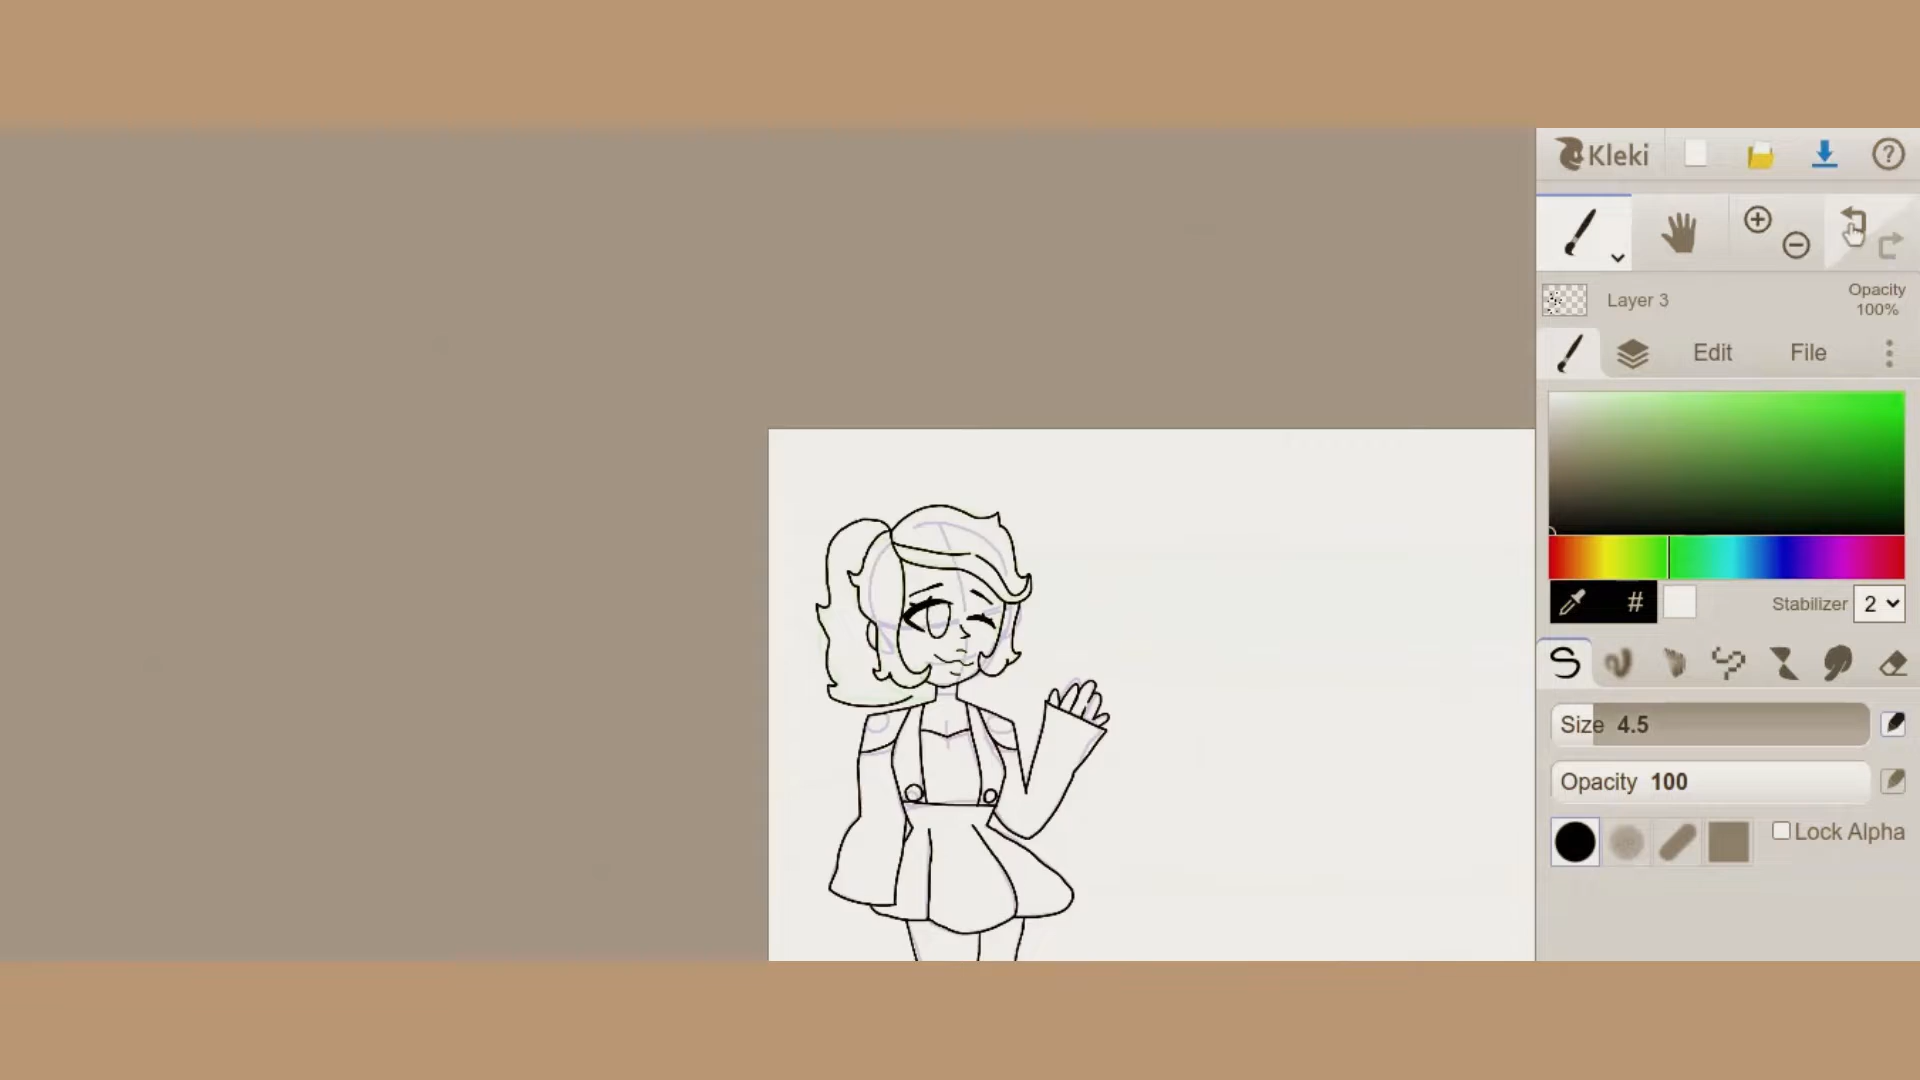 Kleki
?
Layer 3
Opacity
100%
Edit
File
#
Stabilizer
2
Size 4.5
Opacity 100
Lock Alpha